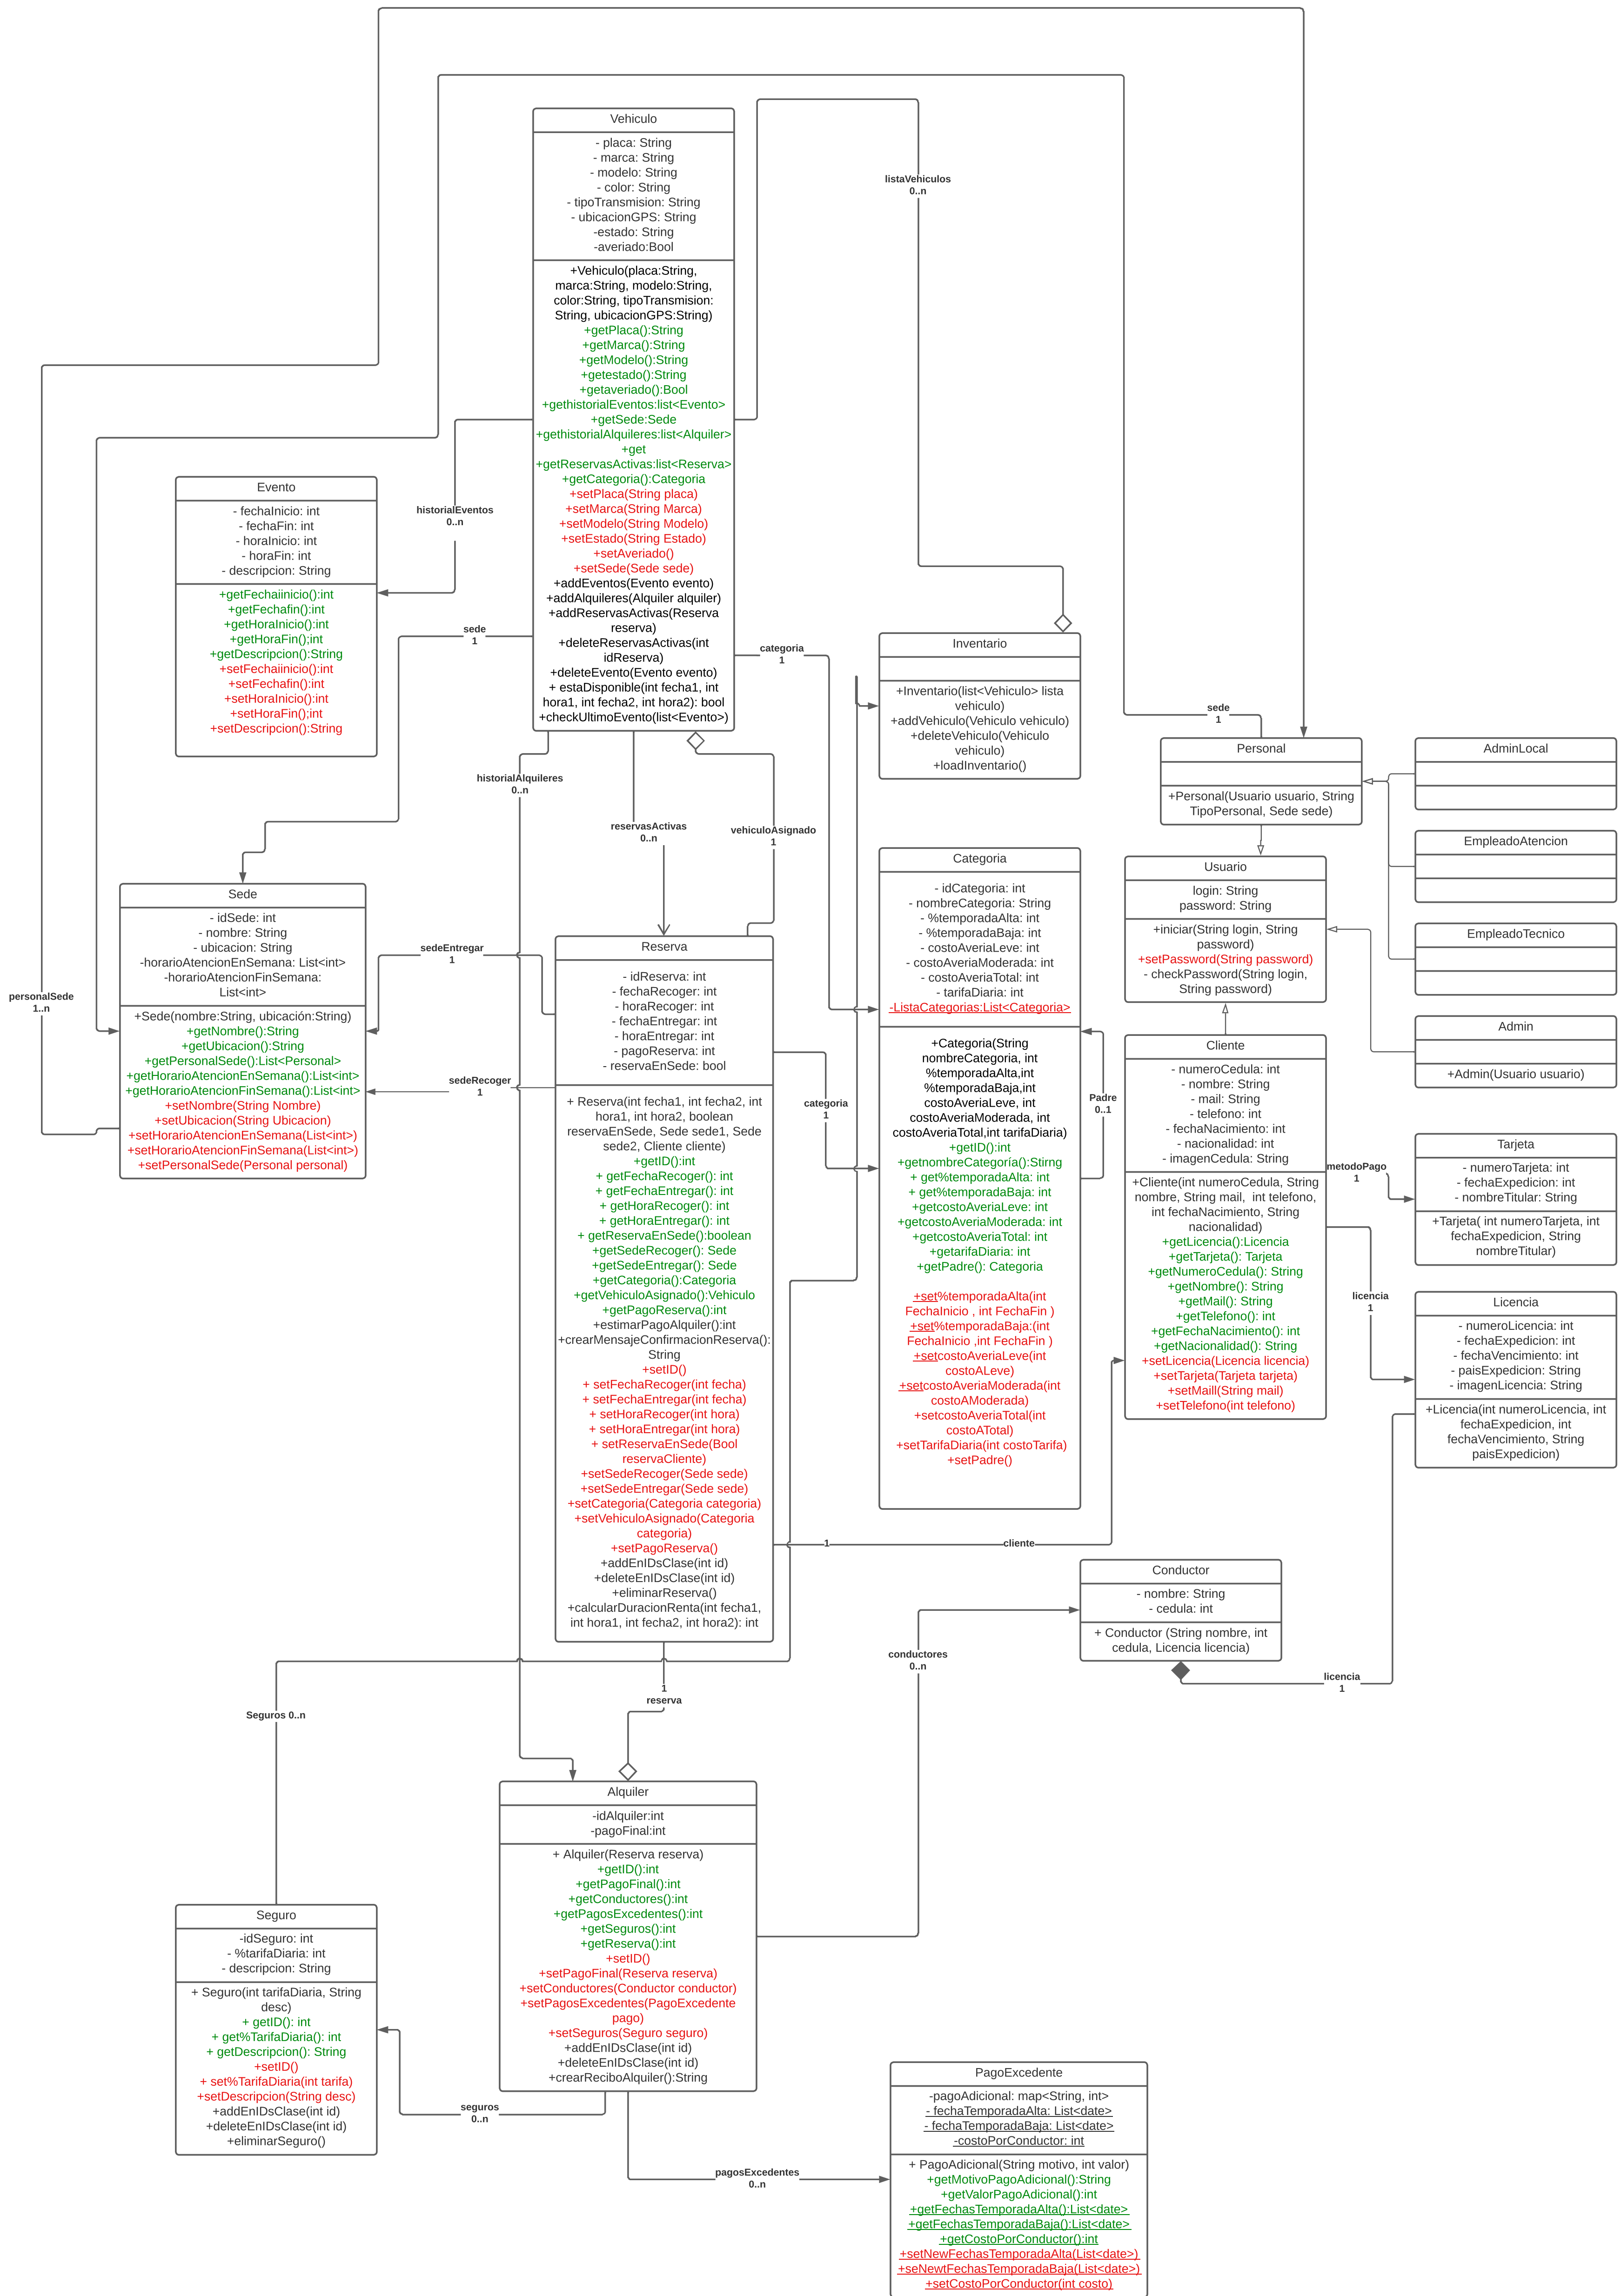 Vehiculo
- placa: String
- marca: String
- modelo: String
- color: String
- tipoTransmision: String
- ubicacionGPS: String
-estado: String
-averiado:Bool
+Vehiculo(placa:String,
marca:String, modelo:String,
color:String, tipoTransmision:
String, ubicacionGPS:String)
+getPlaca():String
+getMarca():String
+getModelo():String
+getestado():String
+getaveriado():Bool
+gethistorialEventos:list<Evento>
+getSede:Sede
+gethistorialAlquileres:list<Alquiler>
+get
+getReservasActivas:list<Reserva>
+getCategoria():Categoria
+setPlaca(String placa)
+setMarca(String Marca)
+setModelo(String Modelo)
+setEstado(String Estado)
+setAveriado()
+setSede(Sede sede)
+addEventos(Evento evento)
+addAlquileres(Alquiler alquiler)
+addReservasActivas(Reserva
reserva)
+deleteReservasActivas(int
idReserva)
+deleteEvento(Evento evento)
+ estaDisponible(int fecha1, int
hora1, int fecha2, int hora2): bool
+checkUltimoEvento(list<Evento>)
listaVehiculos
0..n
historialEventos
0..n
sede
1
categoria
1
sede
1
Evento
- fechaInicio: int
- fechaFin: int
- horaInicio: int
- horaFin: int
- descripcion: String
+getFechaiinicio():int
+getFechafin():int
+getHoraInicio():int
+getHoraFin();int
+getDescripcion():String
+setFechaiinicio():int
+setFechafin():int
+setHoraInicio():int
+setHoraFin();int
+setDescripcion():String
Inventario
+Inventario(list<Vehiculo> lista
vehiculo)
+addVehiculo(Vehiculo vehiculo)
+deleteVehiculo(Vehiculo
vehiculo)
+loadInventario()
Personal
+Personal(Usuario usuario, String
TipoPersonal, Sede sede)
AdminLocal
EmpleadoAtencion
EmpleadoTecnico
Admin
+Admin(Usuario usuario)
Usuario
login: String
password: String
+iniciar(String login, String
password)
+setPassword(String password)
- checkPassword(String login,
String password)
historialAlquileres
0..n
reservasActivas
0..n
vehiculoAsignado
1
Sede
- idSede: int
- nombre: String
- ubicacion: String
-horarioAtencionEnSemana: List<int>
-horarioAtencionFinSemana:
List<int>
+Sede(nombre:String, ubicación:String)
+getNombre():String
+getUbicacion():String
+getPersonalSede():List<Personal>
+getHorarioAtencionEnSemana():List<int>
+getHorarioAtencionFinSemana():List<int>
+setNombre(String Nombre)
+setUbicacion(String Ubicacion)
+setHorarioAtencionEnSemana(List<int>)
+setHorarioAtencionFinSemana(List<int>)
+setPersonalSede(Personal personal)
personalSede
1..n
sedeEntregar
1
sedeRecoger
1
Reserva
- idReserva: int
- fechaRecoger: int
- horaRecoger: int
- fechaEntregar: int
- horaEntregar: int
- pagoReserva: int
- reservaEnSede: bool
+ Reserva(int fecha1, int fecha2, int
hora1, int hora2, boolean
reservaEnSede, Sede sede1, Sede
sede2, Cliente cliente)
+getID():int
+ getFechaRecoger(): int
+ getFechaEntregar(): int
+ getHoraRecoger(): int
+ getHoraEntregar(): int
+ getReservaEnSede():boolean
+getSedeRecoger(): Sede
+getSedeEntregar(): Sede
+getCategoria():Categoria
+getVehiculoAsignado():Vehiculo
+getPagoReserva():int
+estimarPagoAlquiler():int
+crearMensajeConfirmacionReserva():
String
+setID()
+ setFechaRecoger(int fecha)
+ setFechaEntregar(int fecha)
+ setHoraRecoger(int hora)
+ setHoraEntregar(int hora)
+ setReservaEnSede(Bool
reservaCliente)
+setSedeRecoger(Sede sede)
+setSedeEntregar(Sede sede)
+setCategoria(Categoria categoria)
+setVehiculoAsignado(Categoria
categoria)
+setPagoReserva()
+addEnIDsClase(int id)
+deleteEnIDsClase(int id)
+eliminarReserva()
+calcularDuracionRenta(int fecha1,
int hora1, int fecha2, int hora2): int
categoria
1
Categoria
- idCategoria: int
- nombreCategoria: String
- %temporadaAlta: int
- %temporadaBaja: int
- costoAveriaLeve: int
- costoAveriaModerada: int
- costoAveriaTotal: int
- tarifaDiaria: int
-ListaCategorias:List<Categoria>
+Categoria(String
nombreCategoria, int
%temporadaAlta,int
%temporadaBaja,int
costoAveriaLeve, int
costoAveriaModerada, int
costoAveriaTotal,int tarifaDiaria)
+getID():int
+getnombreCategoría():Stirng
+ get%temporadaAlta: int
+ get%temporadaBaja: int
+getcostoAveriaLeve: int
+getcostoAveriaModerada: int
+getcostoAveriaTotal: int
+getarifaDiaria: int
+getPadre(): Categoria
+set%temporadaAlta(int
FechaInicio , int FechaFin )
+set%temporadaBaja:(int
FechaInicio ,int FechaFin )
+setcostoAveriaLeve(int
costoALeve)
+setcostoAveriaModerada(int
costoAModerada)
+setcostoAveriaTotal(int
costoATotal)
+setTarifaDiaria(int costoTarifa)
+setPadre()
Padre
0..1
Cliente
- numeroCedula: int
- nombre: String
- mail: String
- telefono: int
- fechaNacimiento: int
- nacionalidad: int
- imagenCedula: String
+Cliente(int numeroCedula, String
nombre, String mail, int telefono,
int fechaNacimiento, String
nacionalidad)
+getLicencia():Licencia
+getTarjeta(): Tarjeta
+getNumeroCedula(): String
+getNombre(): String
+getMail(): String
+getTelefono(): int
+getFechaNacimiento(): int
+getNacionalidad(): String
+setLicencia(Licencia licencia)
+setTarjeta(Tarjeta tarjeta)
+setMaill(String mail)
+setTelefono(int telefono)
metodoPago
1
licencia
1
Tarjeta
- numeroTarjeta: int
- fechaExpedicion: int
- nombreTitular: String
+Tarjeta( int numeroTarjeta, int
fechaExpedicion, String
nombreTitular)
Licencia
- numeroLicencia: int
- fechaExpedicion: int
- fechaVencimiento: int
- paisExpedicion: String
- imagenLicencia: String
+Licencia(int numeroLicencia, int
fechaExpedicion, int
fechaVencimiento, String
paisExpedicion)
1
cliente
Conductor
- nombre: String
- cedula: int
+ Conductor (String nombre, int
cedula, Licencia licencia)
licencia
1
conductores
0..n
1
reserva
Seguros 0..n
Alquiler
-idAlquiler:int
-pagoFinal:int
+ Alquiler(Reserva reserva)
+getID():int
+getPagoFinal():int
+getConductores():int
+getPagosExcedentes():int
+getSeguros():int
+getReserva():int
+setID()
+setPagoFinal(Reserva reserva)
+setConductores(Conductor conductor)
+setPagosExcedentes(PagoExcedente
pago)
+setSeguros(Seguro seguro)
+addEnIDsClase(int id)
+deleteEnIDsClase(int id)
+crearReciboAlquiler():String
Seguro
-idSeguro: int
- %tarifaDiaria: int
- descripcion: String
+ Seguro(int tarifaDiaria, String
desc)
+ getID(): int
+ get%TarifaDiaria(): int
+ getDescripcion(): String
+setID()
+ set%TarifaDiaria(int tarifa)
+setDescripcion(String desc)
+addEnIDsClase(int id)
+deleteEnIDsClase(int id)
+eliminarSeguro()
seguros
0..n
pagosExcedentes
0..n
PagoExcedente
-pagoAdicional: map<String, int>
- fechaTemporadaAlta: List<date>
- fechaTemporadaBaja: List<date>
-costoPorConductor: int
+ PagoAdicional(String motivo, int valor)
+getMotivoPagoAdicional():String
+getValorPagoAdicional():int
+getFechasTemporadaAlta():List<date>
+getFechasTemporadaBaja():List<date>
+getCostoPorConductor():int
+setNewFechasTemporadaAlta(List<date>)
+seNewtFechasTemporadaBaja(List<date>)
+setCostoPorConductor(int costo)